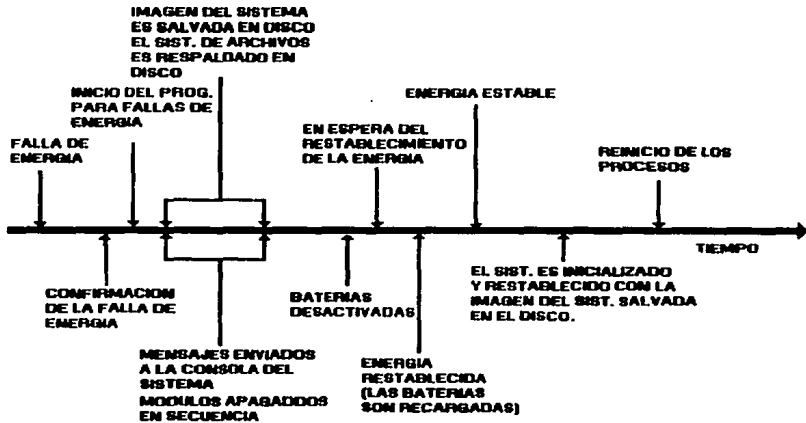 IMAGEN DEL SISTEMA
ES SALVADA EN DISCO
EL SIST. DE ARCHIVOS
ES RESPALDADO EN
DISCO
INICIO DEL PROG.
PARA FALLAS DE
ENERGIA
FALLA DE
ENERGIA
EN ESPERA DEL
RESTABLECIMIENTO
DE LA ENERGIA
ENERGIA ESTABLE
REINICIO DE LOS
PROCESOS
TIEMPO
CONFIRMACION
DE LA FALLA DE
ENERGIA
MENSAJES ENVIADOS
A LA CONSOLA DEL
SISTEMA
MODULOS APAGADDOS
EN SECUENCIA
BATERIAS
DESACTIVADAS
ENERGIA
RESTABLECIDA
(LAS BATERIAS
SON RECARGADAS)
EL SIST. ES INICIALIZADO
Y RESTABLECIDO CON LA
IMAGEN DEL SIST. SALVADA
EN EL DISCO.